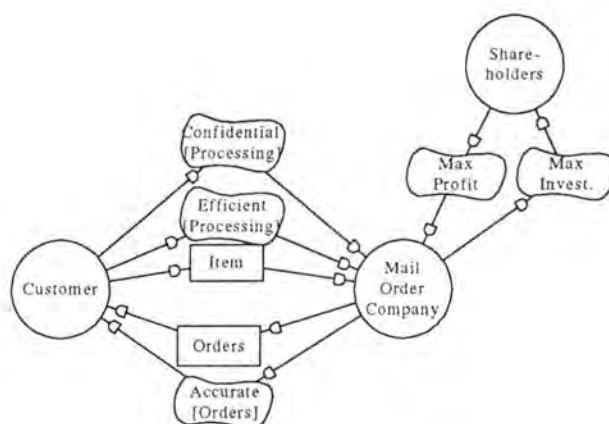 Share-
holders
Confidential
[Processing]
Max
Profit
Max
Invest.
Efficient
[Processing]
Item
Customer
Mail
Order
Company
Orders
Accurate
[Orders]